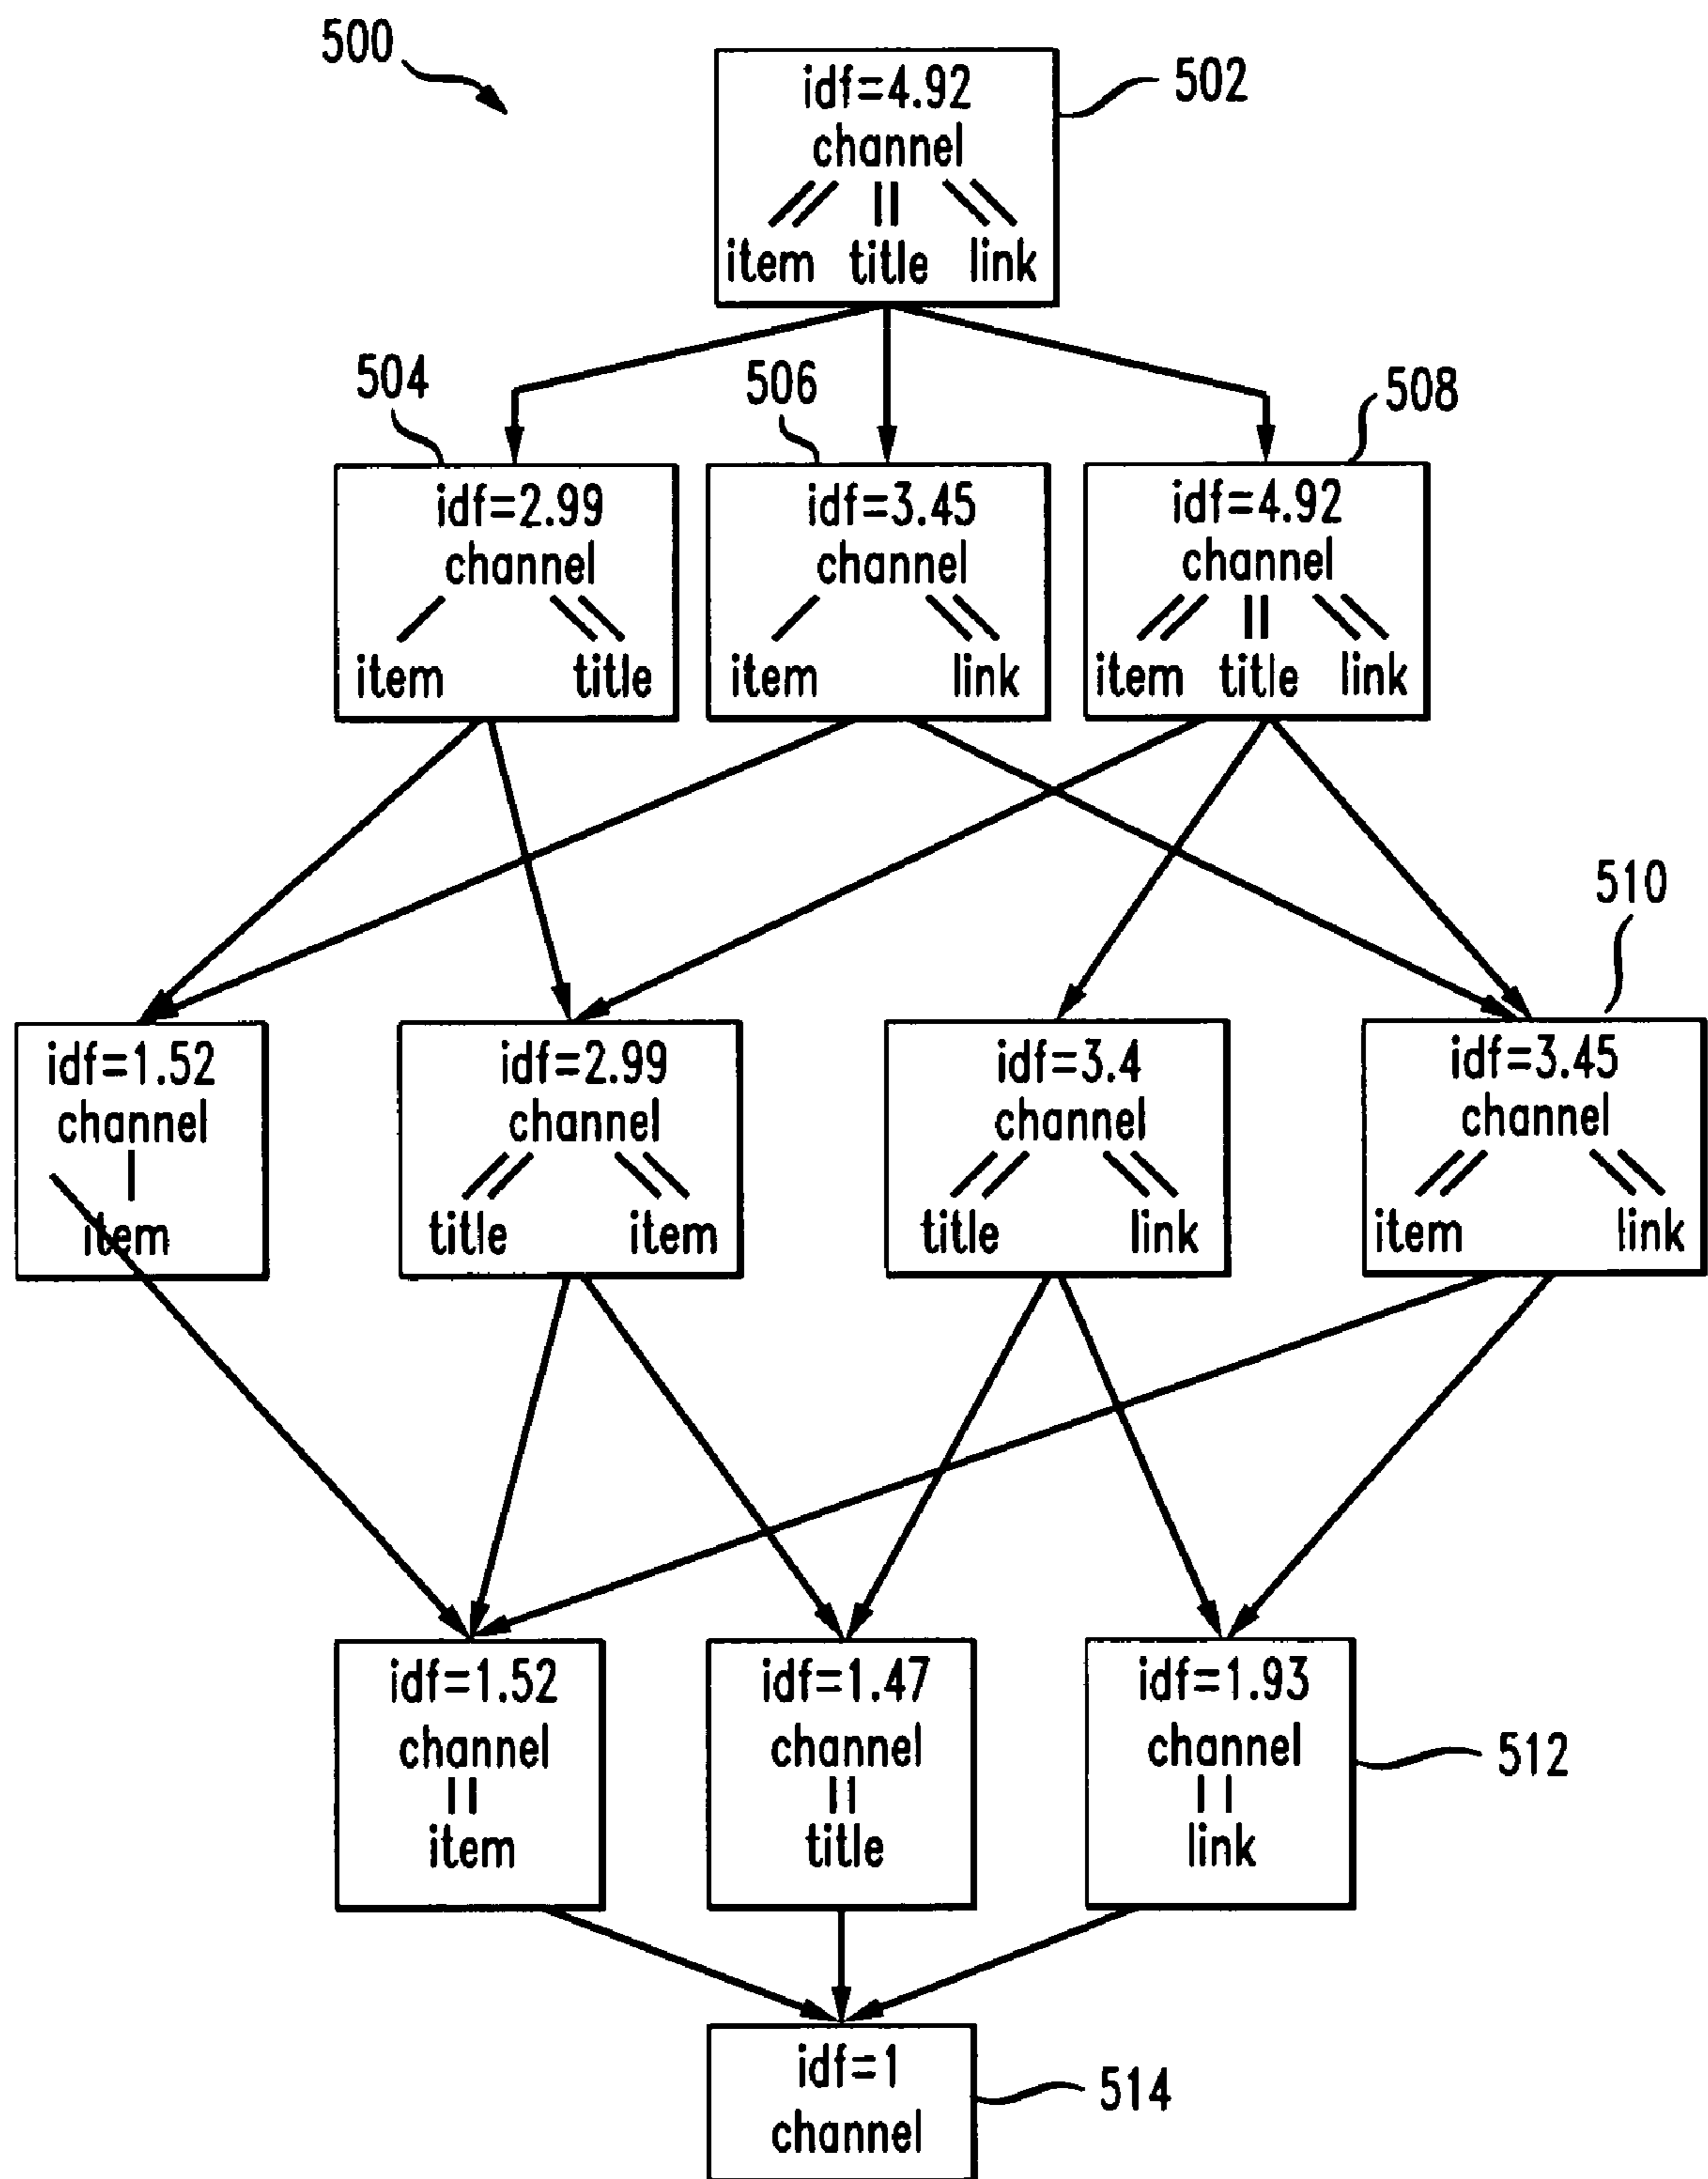 500
502
idf=4.92
channel
item title link
504
506
508
idf=2.99
channel
item title
idf=3.45
channel
item link
idf=4.92
channel
item title link
510
idf=1.52
channel
item
idf=2.99
channel
title item
idf=3.4
channel
title link
idf=3.45
channel
item link
idf=1.52
channel
item
idf=1.47
channel
title
idf=1.93
channel
link
512
idf=1
channel
514